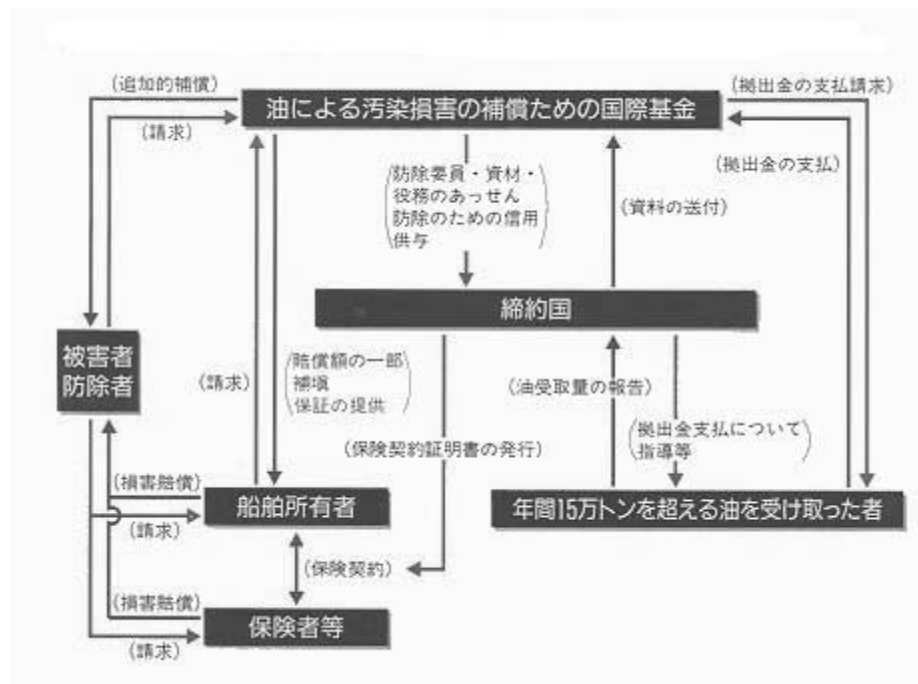 (追加的補償)
(拠出金の支払請求)
油による汚染損害の補償ための国際基金
(請求)
(拠出金の支払)
(防除要員・資材・
役務のあっせん
防除のための信用
供与)
(資料の送付)
締約国
被害者
防除者
(請求)
(賠償額の一部
補塡
保証の提供)
(油受取量の報告)
(保険契約証明書の発行)
(拠出金支払について
指導等)
(損害賠償)
船舶所有者
年間15万トンを超える油を受け取った者
(請求)
(保険契約)
(損害賠償)
保険者等
(請求)